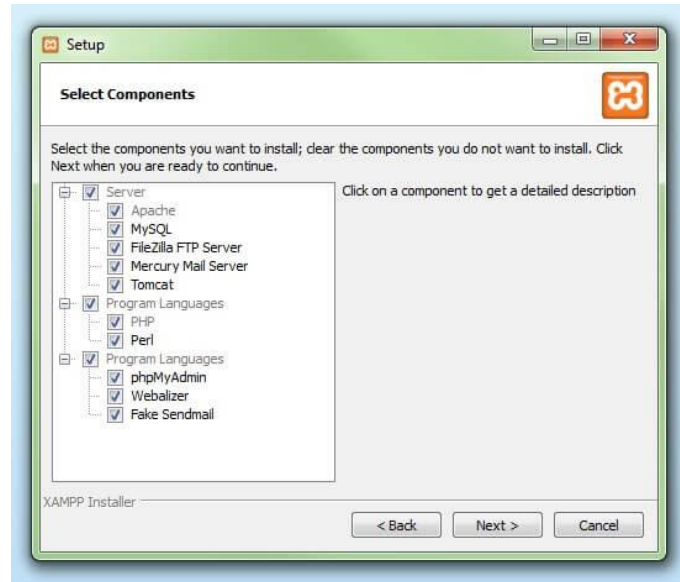 Setup
Select Components
Select the components you want to install; clear the components you do not want to install. Click
Next when you are ready to continue.
Server
Apache
MySQL
FileZilla FTP Server
Mercury Mail Server
Tomcat
Program Languages
PHP
Perl
Program Languages
phpMyAdmin
Webalizer
Fake Sendmail
Click on a component to get a detailed description
XAMPP Installer
< Back
Next >
Cancel